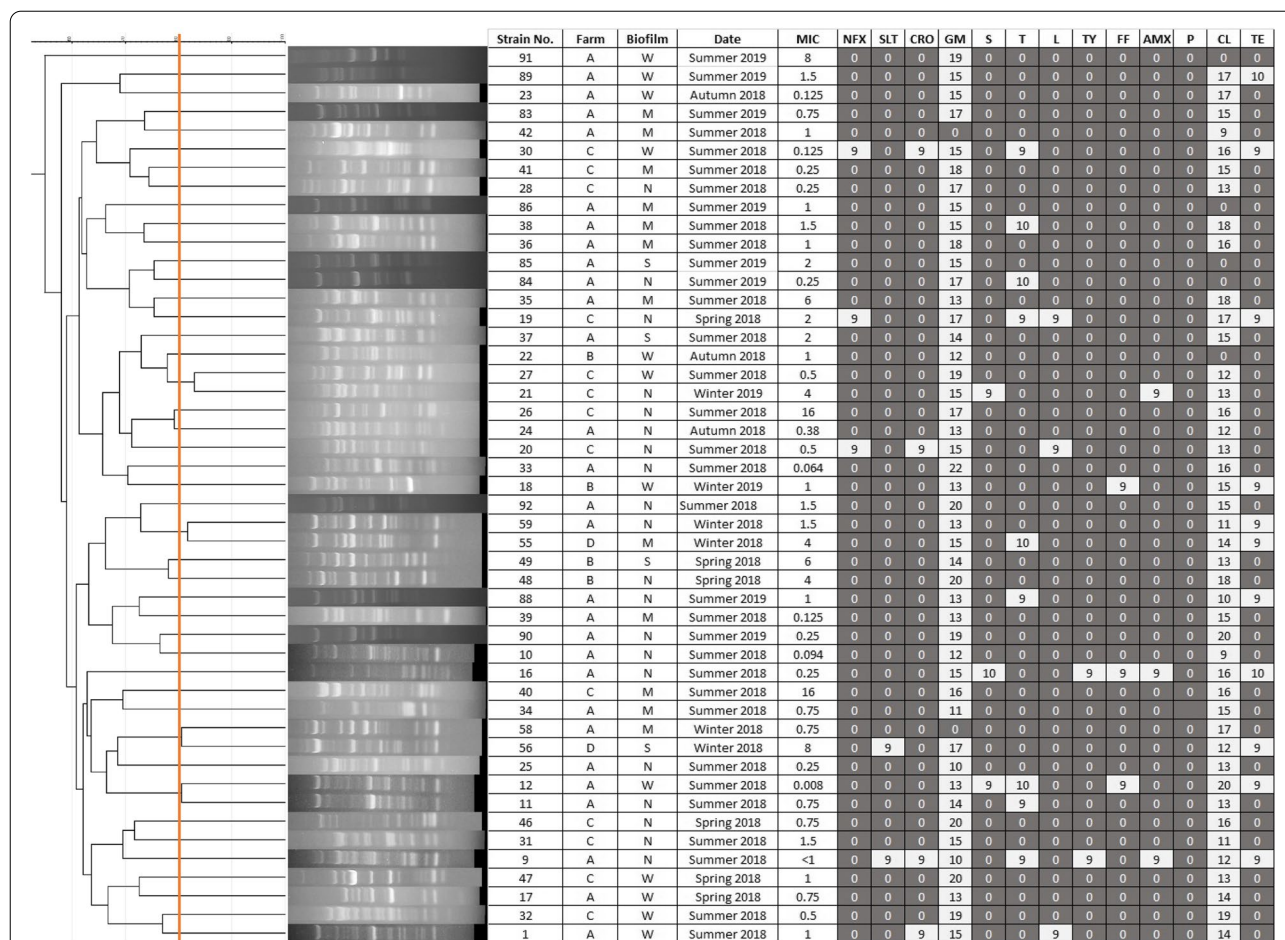 Strain No. Farm Biofilm Date MIC NFX SLT CRO GM S T L TY FF AMX P CL TE
91 A W Summer 2019 8 0 0 0 19 0 0 0 0 0 0 0 0 0
89 A W Summer 2019 1.5 0 0 0 15 0 0 0 0 0 0 0 17 10
23 A W Autumn 2018 0.125 0 0 0 15 0 0 0 0 0 0 0 17 0
83 A M Summer 2019 0.75 0 0 0 17 0 0 0 0 0 0 0 15 0
42 A M Summer 2018 1 0 0 0 0 0 0 0 0 0 0 0 9 0
30 C W Summer 2018 0.125 9 0 9 15 0 9 0 0 0 0 0 16 9
41 C M Summer 2018 0.25 0 0 0 18 0 0 0 0 0 0 0 15 0
28 C N Summer 2018 0.25 0 0 0 17 0 0 0 0 0 0 0 13 0
86 A M Summer 2019 1 0 0 0 15 0 0 0 0 0 0 0 0 0
38 A M Summer 2018 1.5 0 0 0 15 0 10 0 0 0 0 0 18 0
36 A M Summer 2018 1 0 0 0 18 0 0 0 0 0 0 0 16 0
85 A S Summer 2019 2 0 0 0 15 0 0 0 0 0 0 0 0 0
84 A N Summer 2019 0.25 0 0 0 17 0 10 0 0 0 0 0 0 0
35 A M Summer 2018 6 0 0 0 13 0 0 0 0 0 0 0 18 0
19 C N Spring 2018 2 9 0 0 17 0 9 9 0 0 0 0 17 9
37 A S Summer 2018 2 0 0 0 14 0 0 0 0 0 0 0 15 0
22 B W Autumn 2018 1 0 0 0 12 0 0 0 0 0 0 0 0 0
27 C W Summer 2018 0.5 0 0 0 19 0 0 0 0 0 0 0 12 0
21 C N Winter 2019 4 0 0 0 15 9 0 0 0 0 9 0 13 0
26 C N Summer 2018 16 0 0 0 17 0 0 0 0 0 0 0 16 0
24 A N Autumn 2018 0.38 0 0 0 13 0 0 0 0 0 0 0 12 0
20 C N Summer 2018 0.5 9 0 9 15 0 0 9 0 0 0 0 13 0
33 A N Summer 2018 0.064 0 0 0 22 0 0 0 0 0 0 0 16 0
18 B W Winter 2019 1 0 0 0 13 0 0 0 0 9 0 0 15 9
92 A N Summer 2018 1.5 0 0 0 20 0 0 0 0 0 0 0 15 0
59 A N Winter 2018 1.5 0 0 0 13 0 0 0 0 0 0 0 11 9
55 D M Winter 2018 4 0 0 0 15 0 10 0 0 0 0 0 14 9
49 B S Spring 2018 6 0 0 0 14 0 0 0 0 0 0 0 13 0
48 B N Spring 2018 4 0 0 0 20 0 0 0 0 0 0 0 18 0
88 A N Summer 2019 1 0 0 0 13 0 9 0 0 0 0 0 10 9
39 A M Summer 2018 0.125 0 0 0 13 0 0 0 0 0 0 0 15 0
90 A N Summer 2019 0.25 0 0 0 19 0 0 0 0 0 0 0 20 0
10 A N Summer 2018 0.094 0 0 0 12 0 0 0 0 0 0 0 9 0
16 A N Summer 2018 0.25 0 0 0 15 10 0 0 9 9 9 0 16 10
40 C M Summer 2018 16 0 0 0 16 0 0 0 0 0 0 0 16 0
34 A M Summer 2018 0.75 0 0 0 11 0 0 0 0 0 0 15 0
58 A M Winter 2018 0.75 0 0 0 0 0 0 0 0 0 0 0 17 0
56 D S Winter 2018 8 0 9 0 17 0 0 0 0 0 0 0 12 9
25 A N Summer 2018 0.25 0 0 0 10 0 0 0 0 0 0 0 13 0
12 A W Summer 2018 0.008 0 0 0 13 9 10 0 0 9 0 0 20 9
11 A N Summer 2018 0.75 0 0 0 14 0 9 0 0 0 0 0 13 0
46 C N Spring 2018 0.75 0 0 0 20 0 0 0 0 0 0 0 16 0
31 C N Summer 2018 1.5 0 0 0 15 0 0 0 0 0 0 0 11 0
9 A N Summer 2018 <1 0 9 9 10 0 9 0 9 0 9 0 12 9
47 C W Spring 2018 1 0 0 0 20 0 0 0 0 0 0 0 13 0
17 A W Spring 2018 0.75 0 0 0 13 0 0 0 0 0 0 0 14 0
32 C W Summer 2018 0.5 0 0 0 19 0 0 0 0 0 0 0 19 0
1 A W Summer 2018 1 0 0 9 15 0 0 9 0 0 0 0 14 0